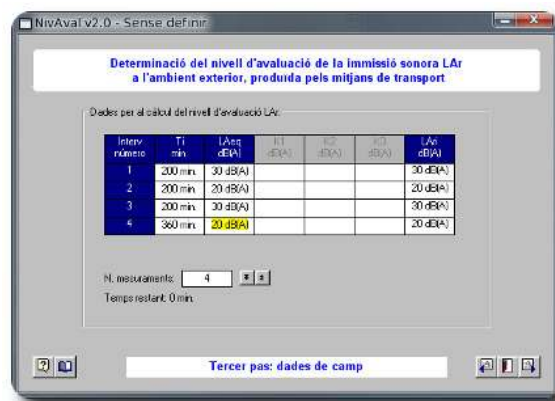 NivAval v2.0 - Sense definir
Determinació del nivell d'avaluació de la immissió sonora LAr
a l'ambient exterior, produïda pels mitjans de transport
Dades per al càlcul del nivell d'avaluació LAr:
Interv. número Ti min LAeq dB(A) K1 dB(A) K2 dB(A) K3 dB(A) LAri dB(A)
1 200 min. 30 dB(A) 30 dB(A)
2 200 min. 20 dB(A) 20 dB(A)
3 200 min. 30 dB(A) 30 dB(A)
4 360 min. 20 dB(A) 20 dB(A)
N. mesuraments: 4
Temps restant: 0 min.
Tercer pas: dades de camp